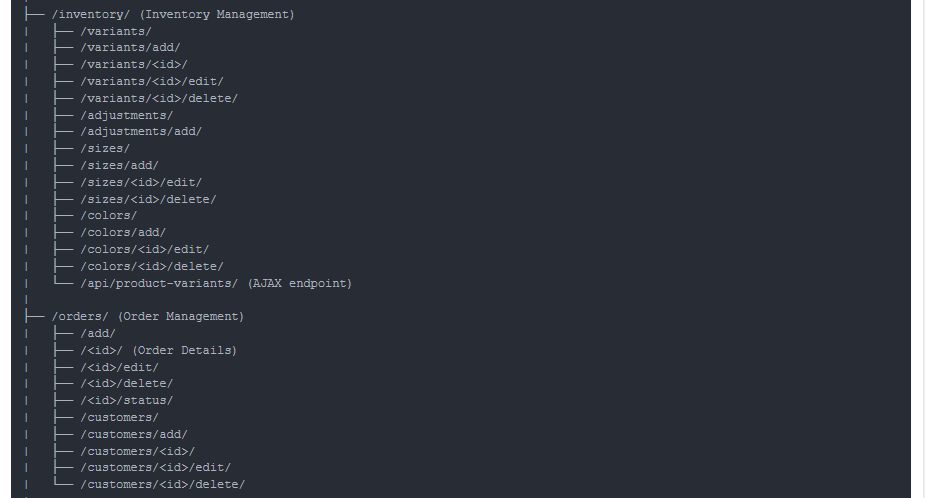 ├── /inventory/ (Inventory Management)
│   ├── /variants/
│   ├── /variants/add/
│   ├── /variants/<id>/
│   ├── /variants/<id>/edit/
│   ├── /variants/<id>/delete/
│   ├── /adjustments/
│   ├── /adjustments/add/
│   ├── /sizes/
│   ├── /sizes/add/
│   ├── /sizes/<id>/edit/
│   ├── /sizes/<id>/delete/
│   ├── /colors/
│   ├── /colors/add/
│   ├── /colors/<id>/edit/
│   ├── /colors/<id>/delete/
│   └── /api/product-variants/ (AJAX endpoint)
│
├── /orders/ (Order Management)
│   ├── /add/
│   ├── /<id>/ (Order Details)
│   ├── /<id>/edit/
│   ├── /<id>/delete/
│   ├── /<id>/status/
│   ├── /customers/
│   ├── /customers/add/
│   ├── /customers/<id>/
│   ├── /customers/<id>/edit/
│   └── /customers/<id>/delete/